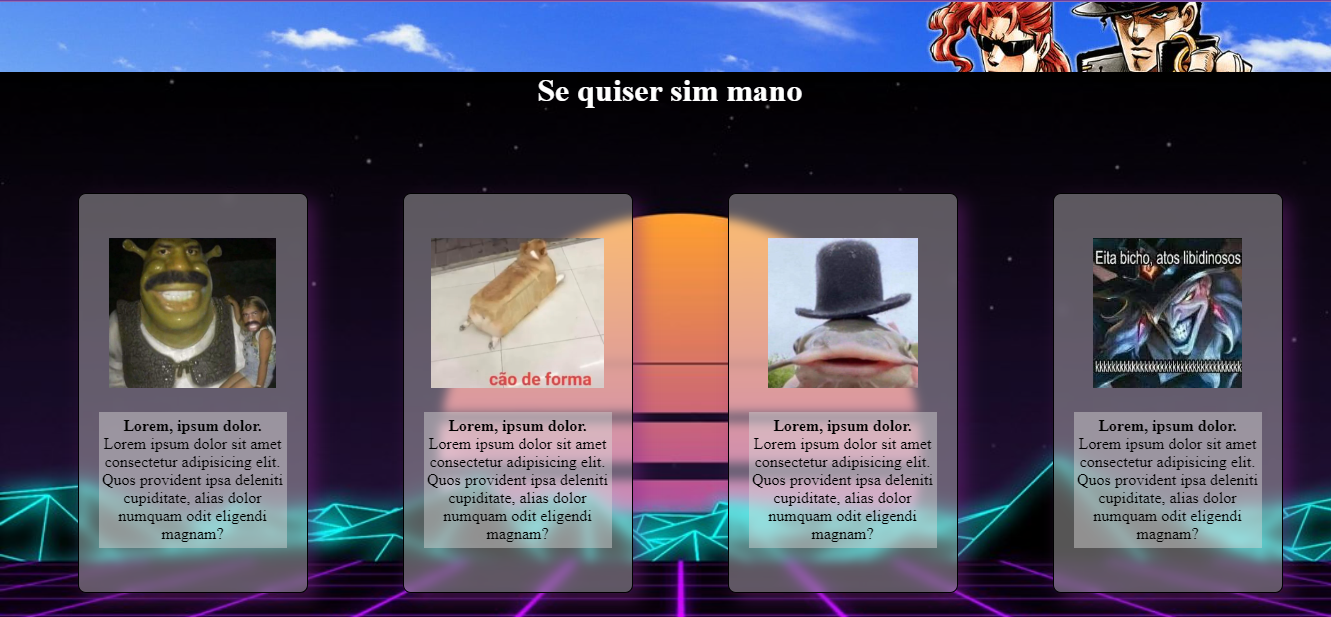 Se quiser sim mano
cão de forma
Eita bicho, atos libidinosos
Lorem, ipsum dolor.
Lorem ipsum dolor sit amet
consectetur adipisicing elit.
Quos provident ipsa deleniti
cupiditate, alias dolor
numquam odit eligendi
magnam?
Lorem, ipsum dolor.
Lorem ipsum dolor sit amet
consectetur adipisicing elit.
Quos provident ipsa deleniti
cupiditate, alias dolor
numquam odit eligendi
magnam?
Lorem, ipsum dolor.
Lorem ipsum dolor sit amet
consectetur adipisicing elit.
Quos provident ipsa deleniti
cupiditate, alias dolor
numquam odit eligendi
magnam?
Lorem, ipsum dolor.
Lorem ipsum dolor sit amet
consectetur adipisicing elit.
Quos provident ipsa deleniti
cupiditate, alias dolor
numquam odit eligendi
magnam?